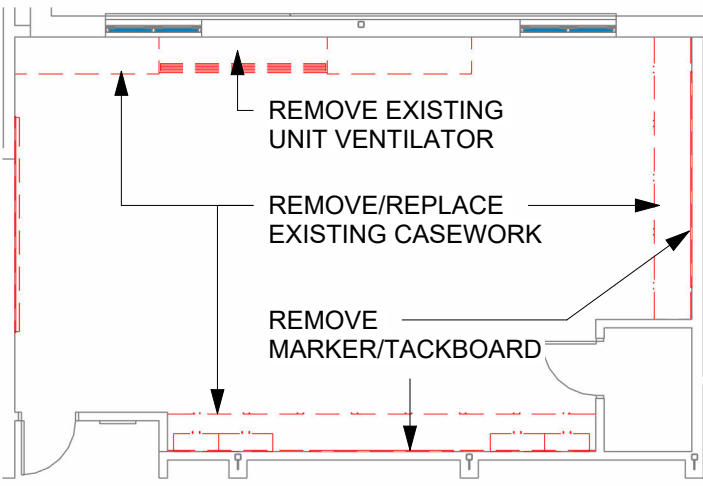 REMOVE EXISTING
UNIT VENTILATOR
REMOVE/REPLACE
EXISTING CASEWORK
REMOVE
MARKER/TACKBOARD